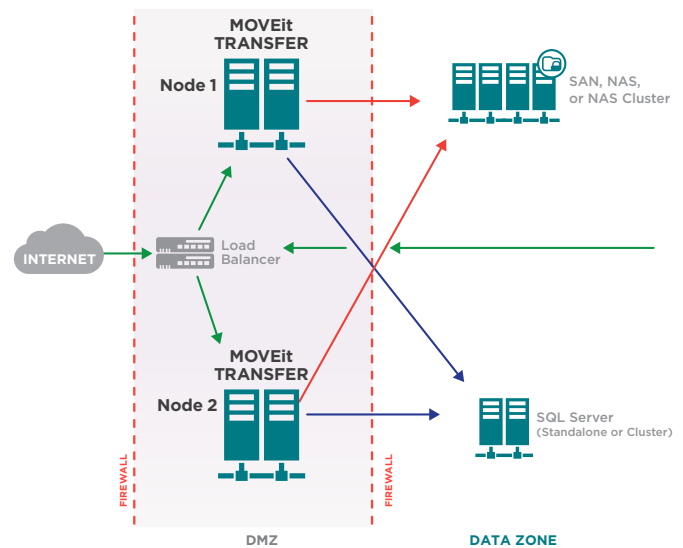 MOVEit
TRANSFER
Node 1
SAN, NAS,
or NAS Cluster
INTERNET
Load
Balancer
MOVEit
TRANSFER
Node 2
SQL Server
(Standalone or Cluster)
FIREWALL
FIREWALL
DMZ
DATA ZONE